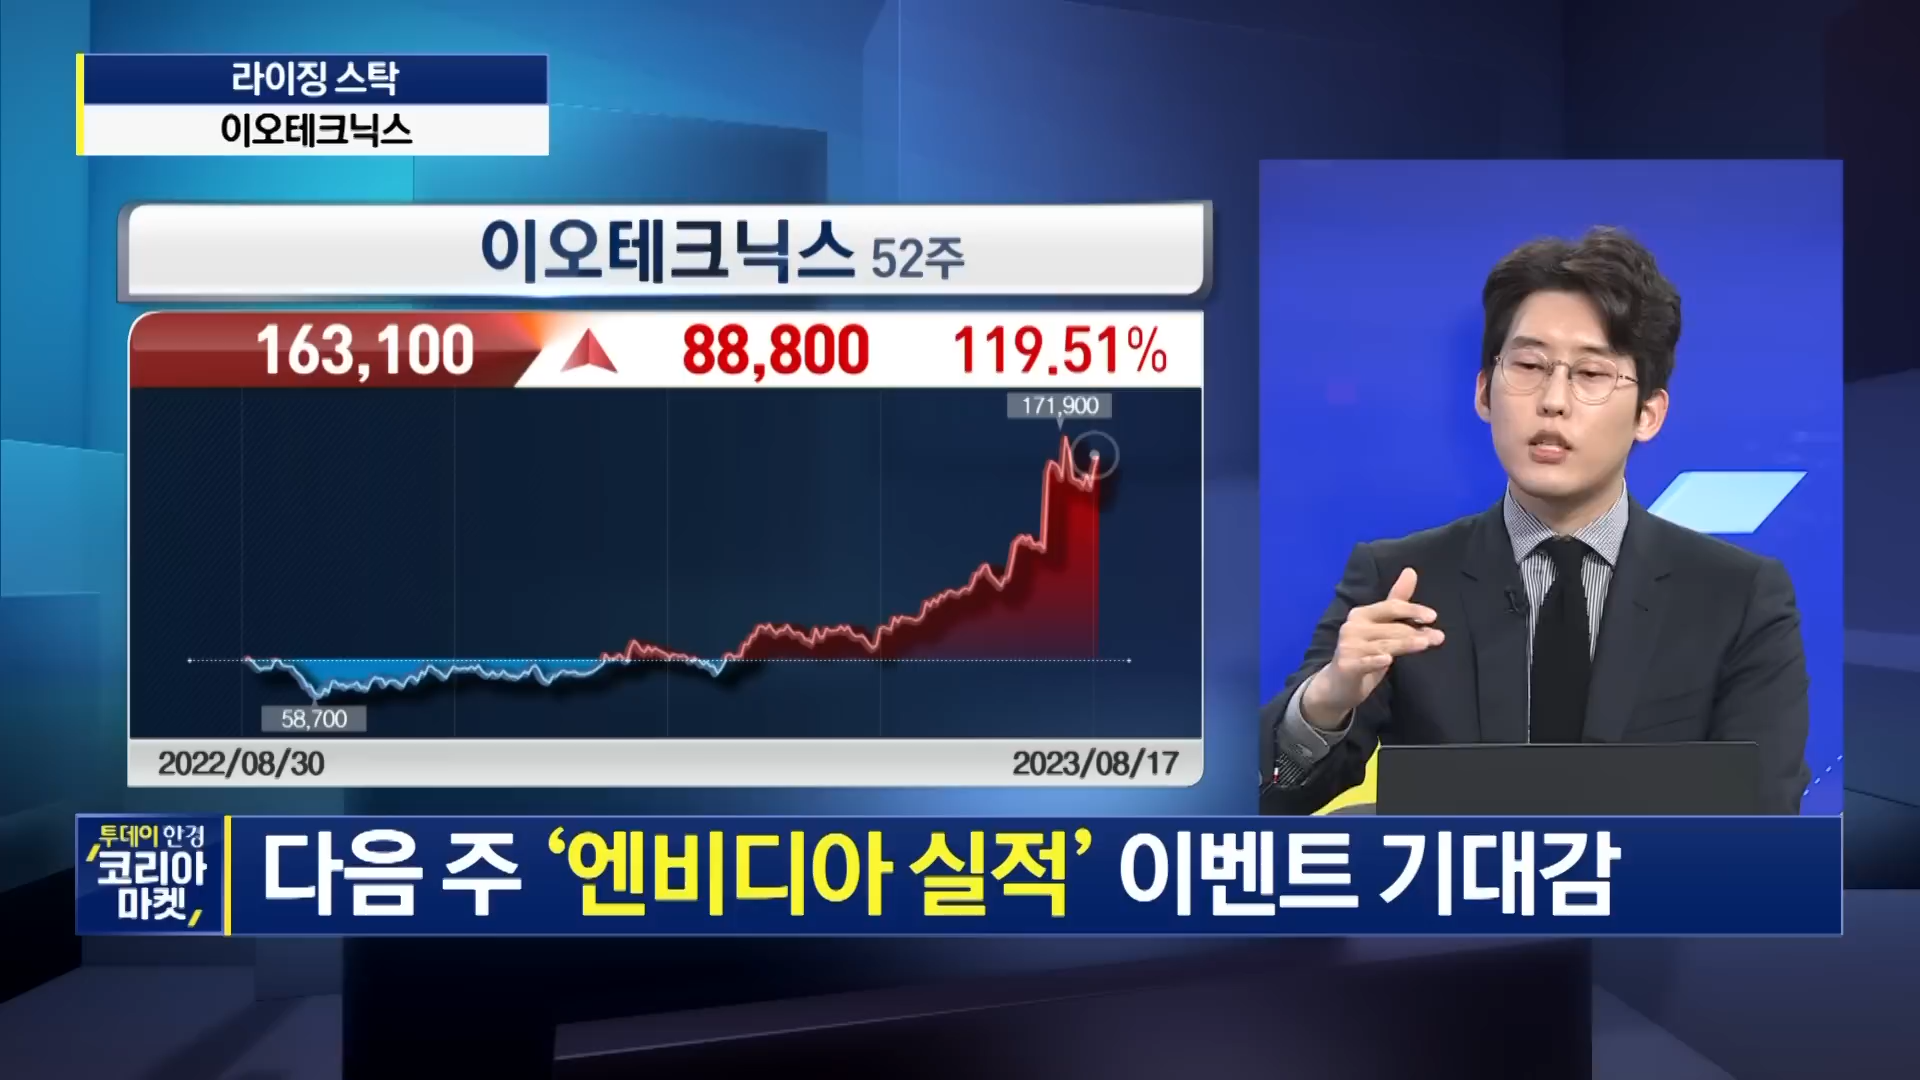 라이징 스탁
이오테크닉스
이오테크닉스 52주
163,100 88,800 119.51%
171,900
58,700
2022/08/30 2023/08/17
투데이 한경
코리아
마켓
다음 주 ‘엔비디아 실적’ 이벤트 기대감